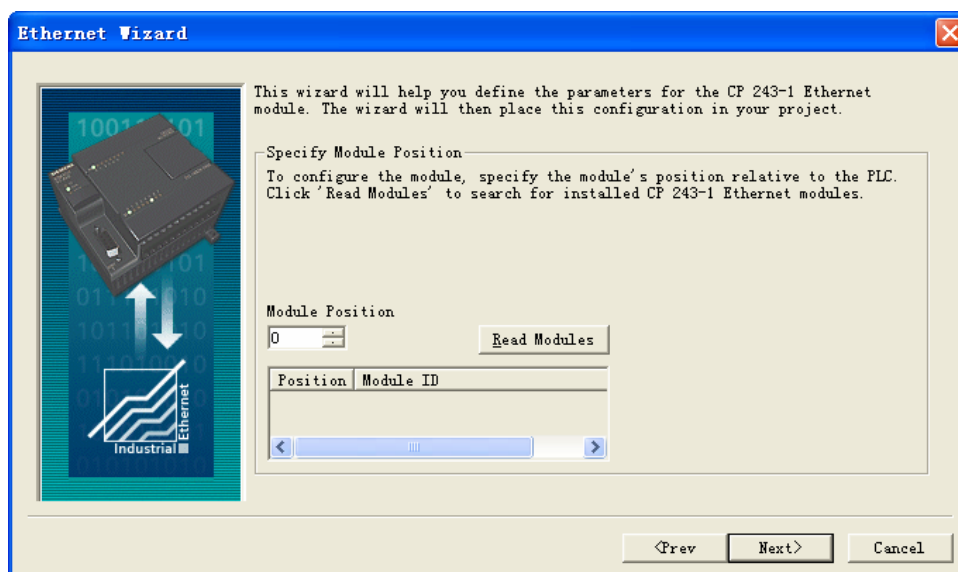 Ethernet Wizard
This wizard will help you define the parameters for the CP 243-1 Ethernet
module. The wizard will then place this configuration in your project.
Specify Module Position
To configure the module, specify the module's position relative to the PLC.
Click 'Read Modules' to search for installed CP 243-1 Ethernet modules.
Module Position
0
Read Modules
Position Module ID
Industrial
Ethernet
<Prev
Next>
Cancel